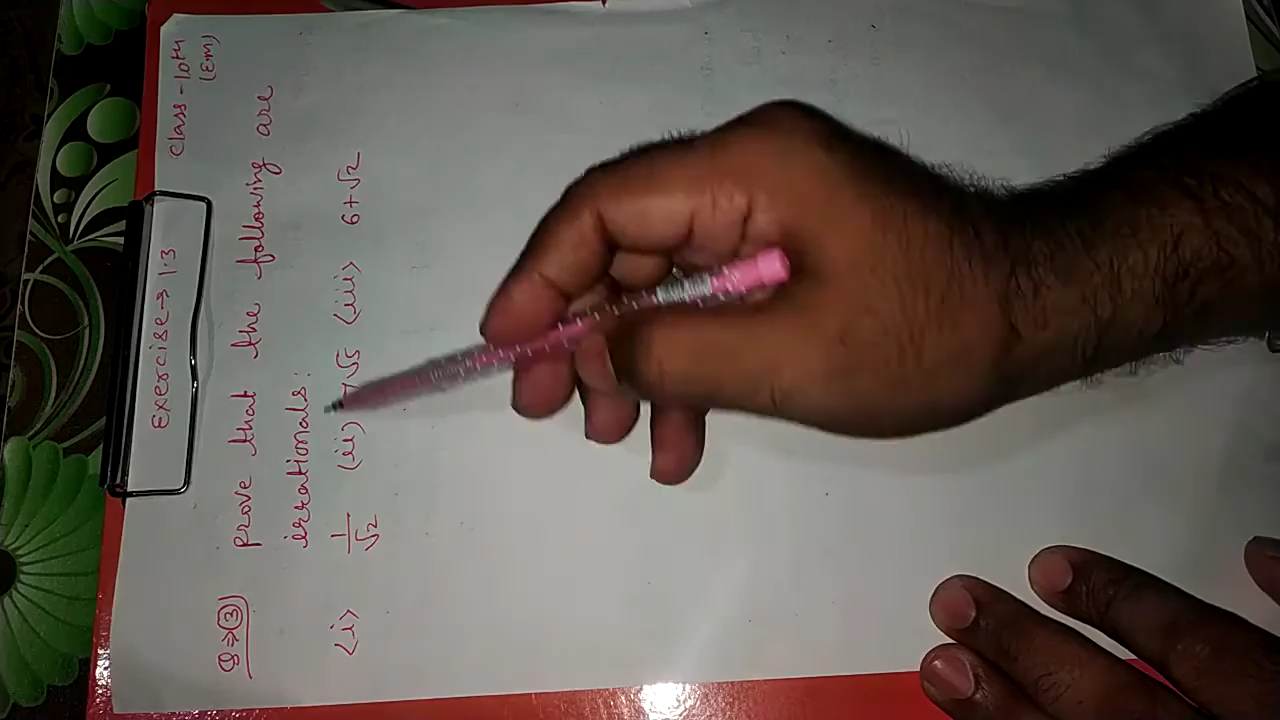 Class - 10th
(Em)
Exercise → 1.3
Q → 3 prove that the following are
irrationals:
(i) 1/√2 (ii) 7√5 (iii) 6+√2